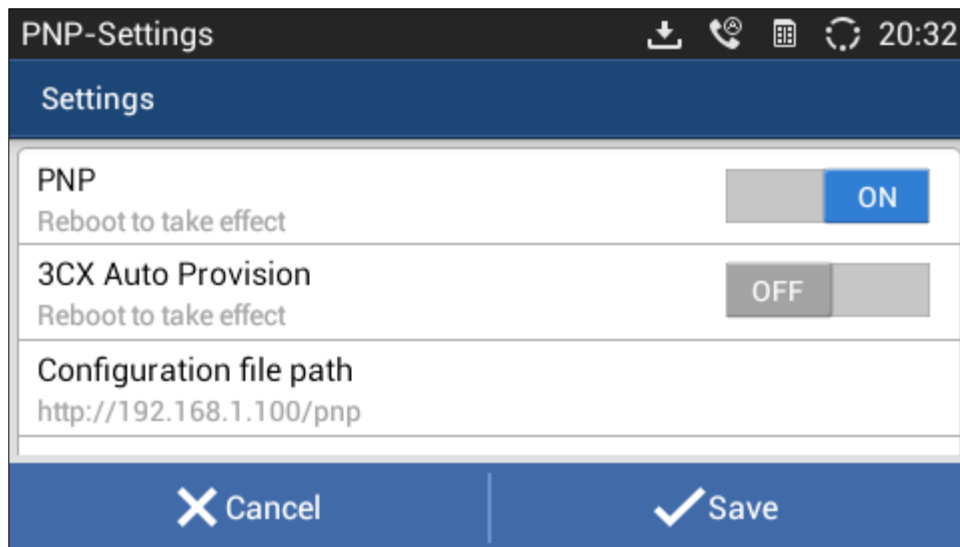 PNP-Settings 20:32
Settings
PNP
ON
Reboot to take effect
3CX Auto Provision
OFF
Reboot to take effect
Configuration file path
http://192.168.1.100/pnp
Cancel
Save